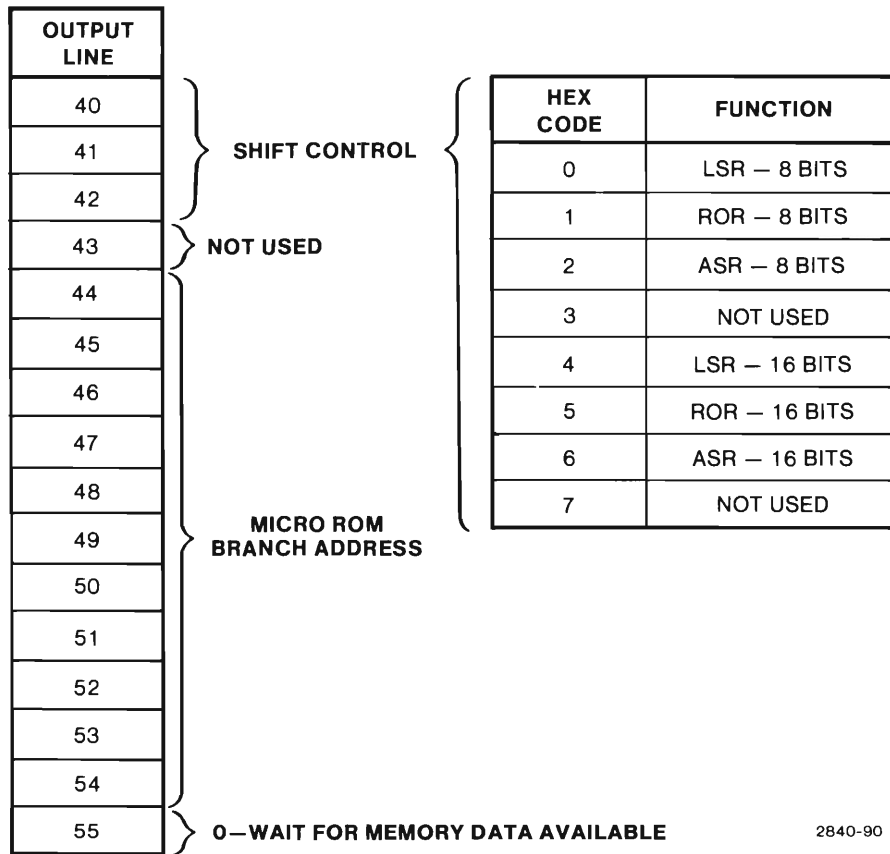 OUTPUT
LINE
40
41
42
43
44
45
46
47
48
49
50
51
52
53
54
55
SHIFT CONTROL
NOT USED
MICRO ROM
BRANCH ADDRESS
0—WAIT FOR MEMORY DATA AVAILABLE
HEX
CODE
FUNCTION
0 LSR — 8 BITS
1 ROR — 8 BITS
2 ASR — 8 BITS
3 NOT USED
4 LSR — 16 BITS
5 ROR — 16 BITS
6 ASR — 16 BITS
7 NOT USED
2840-90